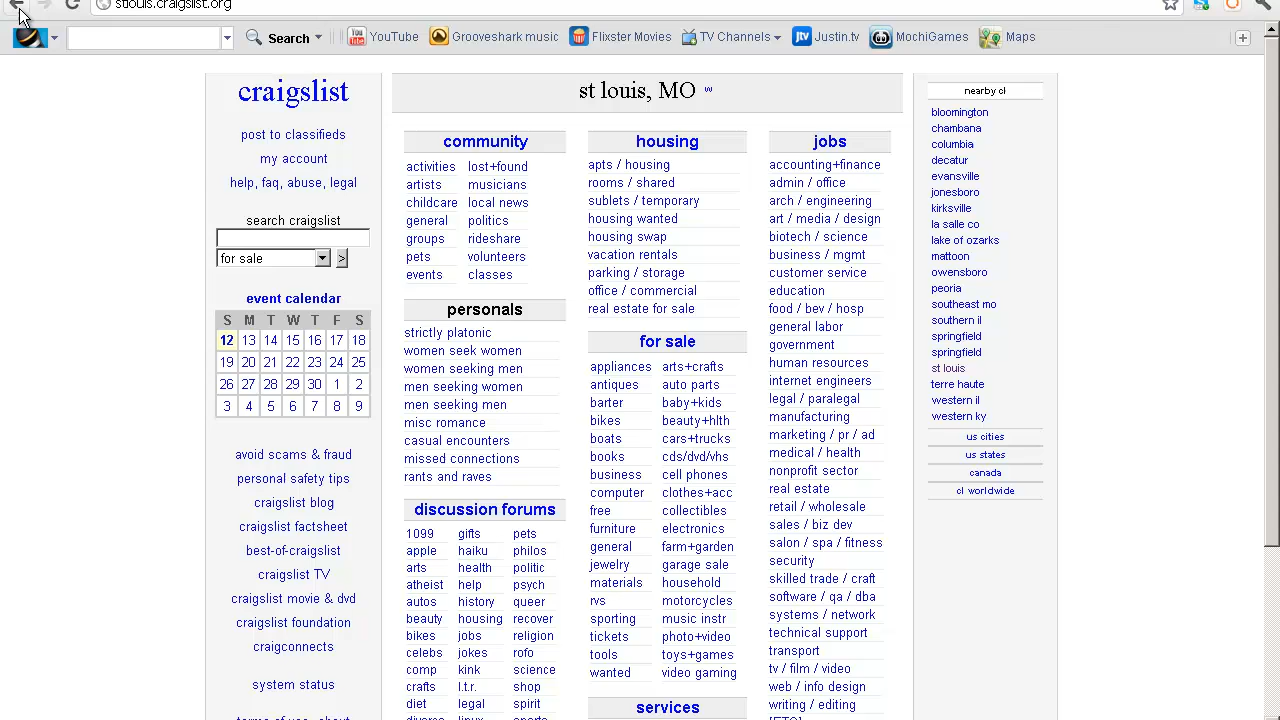 stlouis.craigslist.org
Search YouTube Grooveshark music Flixster Movies TV Channels Justin.tv MochiGames Maps
craigslist
post to classifieds
my account
help, faq, abuse, legal
search craigslist
for sale >
event calendar
S M T W T F S
12 13 14 15 16 17 18
19 20 21 22 23 24 25
26 27 28 29 30 1 2
3 4 5 6 7 8 9
avoid scams & fraud
personal safety tips
craigslist blog
craigslist factsheet
best-of-craigslist
craigslist TV
craigslist movie & dvd
craigslist foundation
craigconnects
system status
st louis, MO w
community
activities lost+found
artists musicians
childcare local news
general politics
groups rideshare
pets volunteers
events classes
personals
strictly platonic
women seek women
women seeking men
men seeking women
men seeking men
misc romance
casual encounters
missed connections
rants and raves
discussion forums
1099 gifts pets
apple haiku philos
arts health politic
atheist help psych
autos history queer
beauty housing recover
bikes jobs religion
celebs jokes rofo
comp kink science
crafts l.t.r. shop
diet legal spirit
housing
apts / housing
rooms / shared
sublets / temporary
housing wanted
housing swap
vacation rentals
parking / storage
office / commercial
real estate for sale
for sale
appliances arts+crafts
antiques auto parts
barter baby+kids
bikes beauty+hlth
boats cars+trucks
books cds/dvd/vhs
business cell phones
computer clothes+acc
free collectibles
furniture electronics
general farm+garden
jewelry garage sale
materials household
rvs motorcycles
sporting music instr
tickets photo+video
tools toys+games
wanted video gaming
services
jobs
accounting+finance
admin / office
arch / engineering
art / media / design
biotech / science
business / mgmt
customer service
education
food / bev / hosp
general labor
government
human resources
internet engineers
legal / paralegal
manufacturing
marketing / pr / ad
medical / health
nonprofit sector
real estate
retail / wholesale
sales / biz dev
salon / spa / fitness
security
skilled trade / craft
software / qa / dba
systems / network
technical support
transport
tv / film / video
web / info design
writing / editing
nearby cl
bloomington
chambana
columbia
decatur
evansville
jonesboro
kirksville
la salle co
lake of ozarks
mattoon
owensboro
peoria
southeast mo
southern il
springfield
springfield
st louis
terre haute
western il
western ky
us cities
us states
canada
cl worldwide